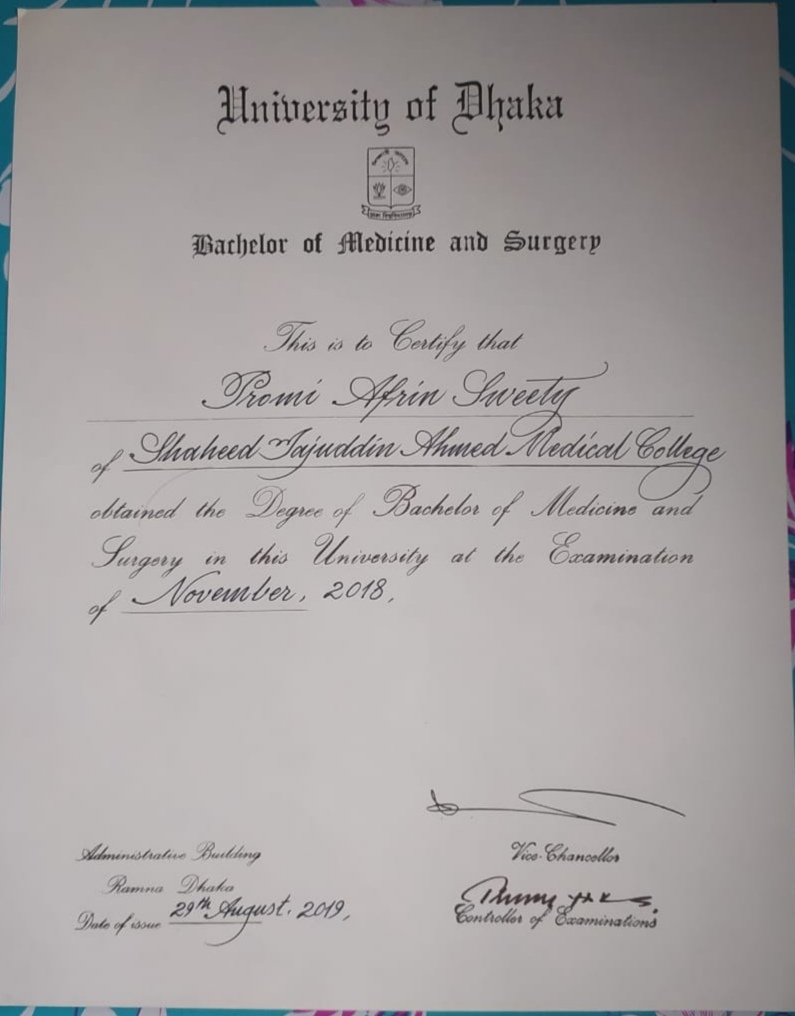 University of Dhaka
Bachelor of Medicine and Surgery
This is to Certify that
Promi Afrin Sweety
of Shaheed Tajuddin Ahmed Medical College
obtained the Degree of Bachelor of Medicine and
Surgery in this University at the Examination
of November, 2018,
Administrative Building
Ramna Dhaka
Date of issue 29th August, 2019,
Vice-Chancellor
Controller of Examinations